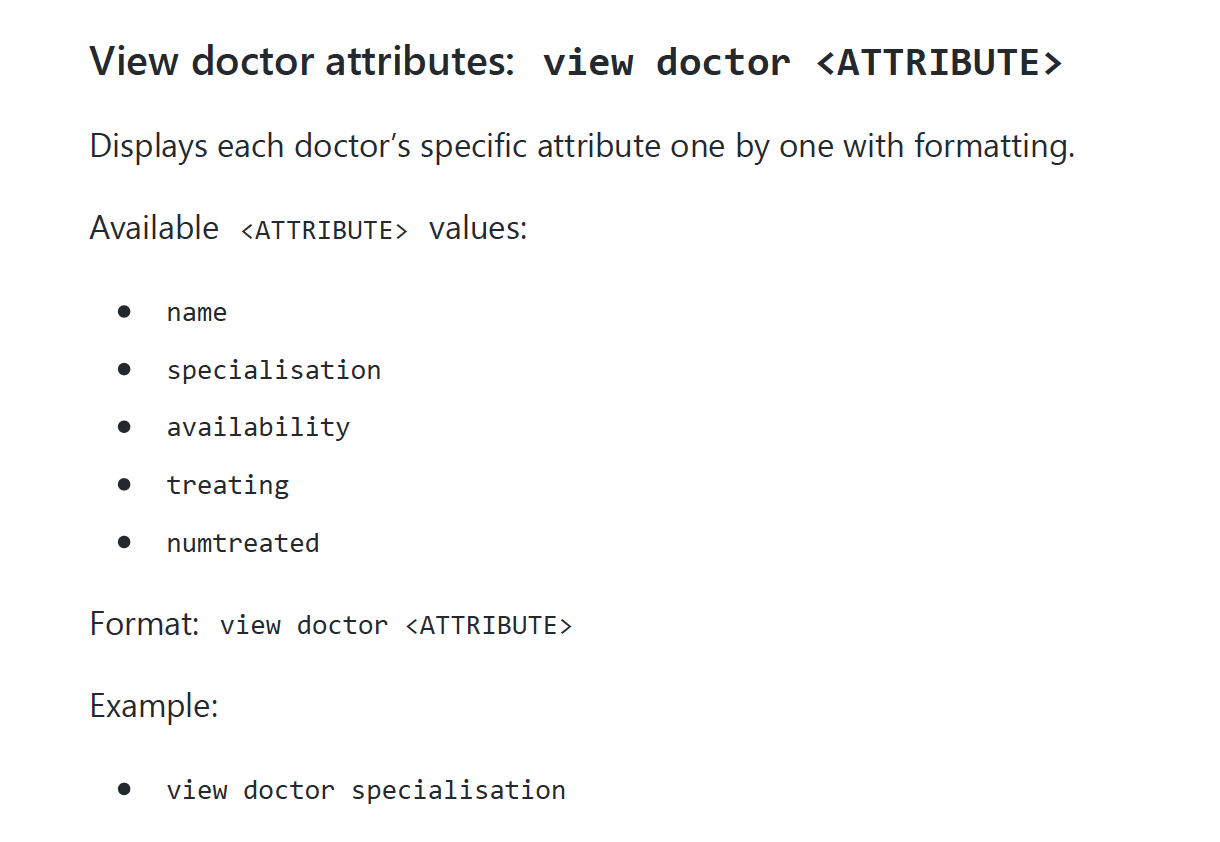 View doctor attributes: view doctor <ATTRIBUTE>
Displays each doctor’s specific attribute one by one with formatting.
Available <ATTRIBUTE> values:
• name
• specialisation
• availability
• treating
• numtreated
Format: view doctor <ATTRIBUTE>
Example:
• view doctor specialisation